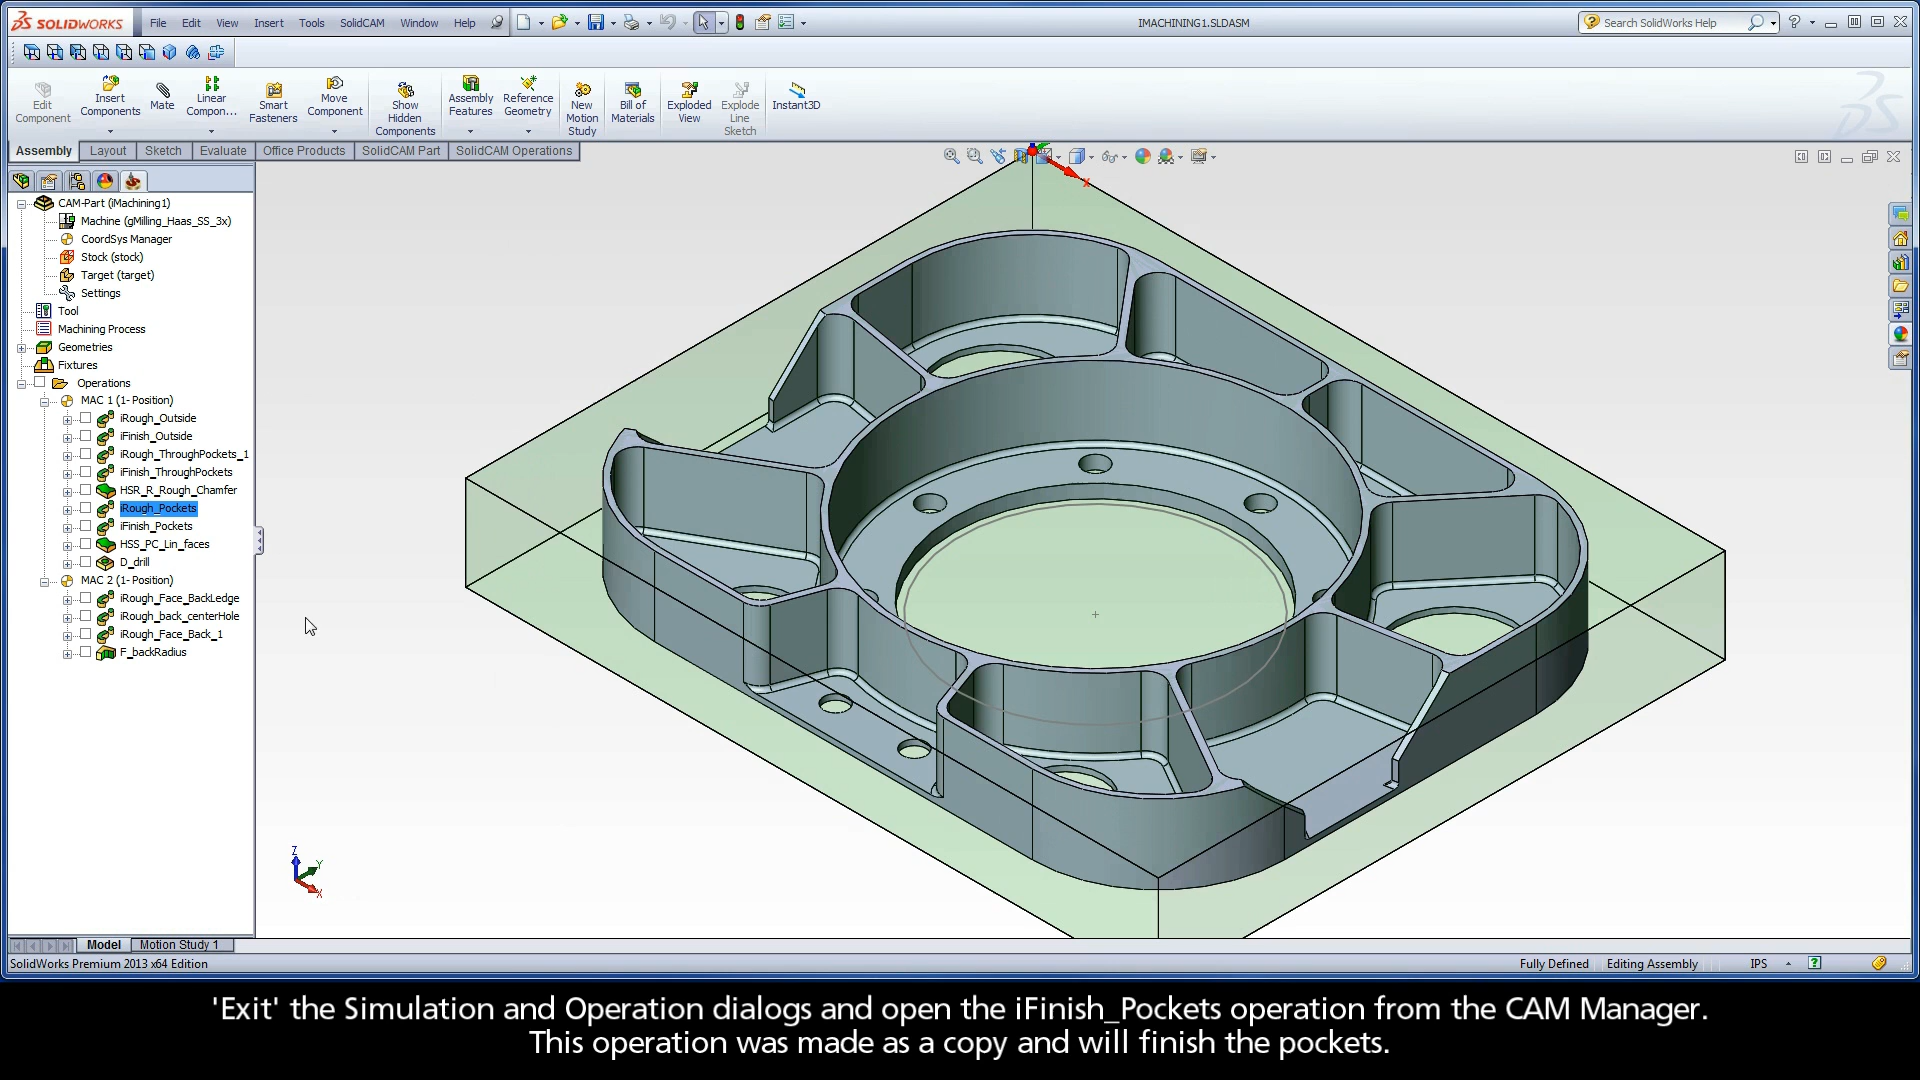 SOLIDWORKS File Edit View Insert Tools SolidCAM Window Help IMACHINING1.SLDASM Search SolidWorks Help
Edit Component
Insert Components
Mate
Linear Compon...
Smart Fasteners
Move Component
Show Hidden Components
Assembly Features
Reference Geometry
New Motion Study
Bill of Materials
Exploded View
Explode Line Sketch
Instant3D
Assembly Layout Sketch Evaluate Office Products SolidCAM Part SolidCAM Operations
CAM-Part (iMachining1)
Machine (gMilling_Haas_SS_3x)
CoordSys Manager
Stock (stock)
Target (target)
Settings
Tool
Machining Process
Geometries
Fixtures
Operations
MAC 1 (1- Position)
iRough_Outside
iFinish_Outside
iRough_ThroughPockets_1
iFinish_ThroughPockets
HSR_R_Rough_Chamfer
iRough_Pockets
iFinish_Pockets
HSS_PC_Lin_faces
D_drill
MAC 2 (1- Position)
iRough_Face_BackLedge
iRough_back_centerHole
iRough_Face_Back_1
F_backRadius
X
Z
Y
X
Model Motion Study 1
SolidWorks Premium 2013 x64 Edition Fully Defined Editing Assembly IPS
'Exit' the Simulation and Operation dialogs and open the iFinish_Pockets operation from the CAM Manager.
This operation was made as a copy and will finish the pockets.